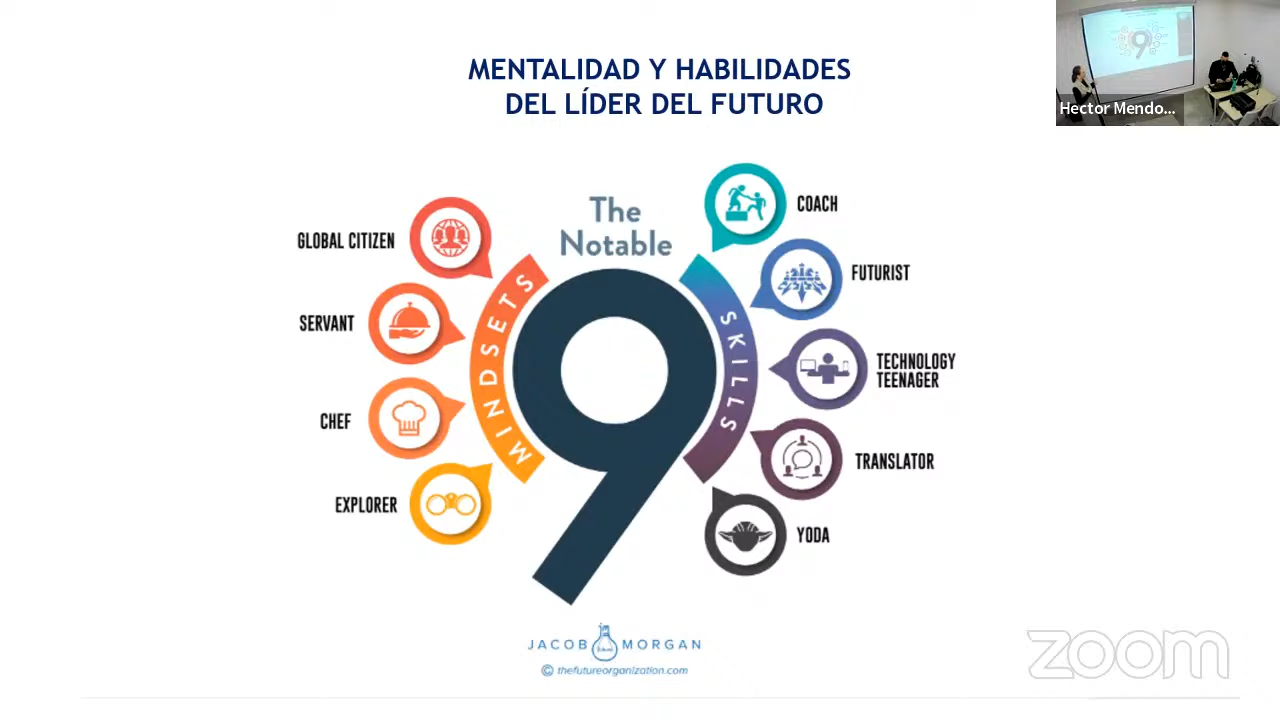 MENTALIDAD Y HABILIDADES
DEL LÍDER DEL FUTURO
Hector Mendo...
The
Notable
9
MINDSETS
GLOBAL CITIZEN
SERVANT
CHEF
EXPLORER
SKILLS
COACH
FUTURIST
TECHNOLOGY
TEENAGER
TRANSLATOR
YODA
JACOB MORGAN
© thefutureorganization.com
zoom